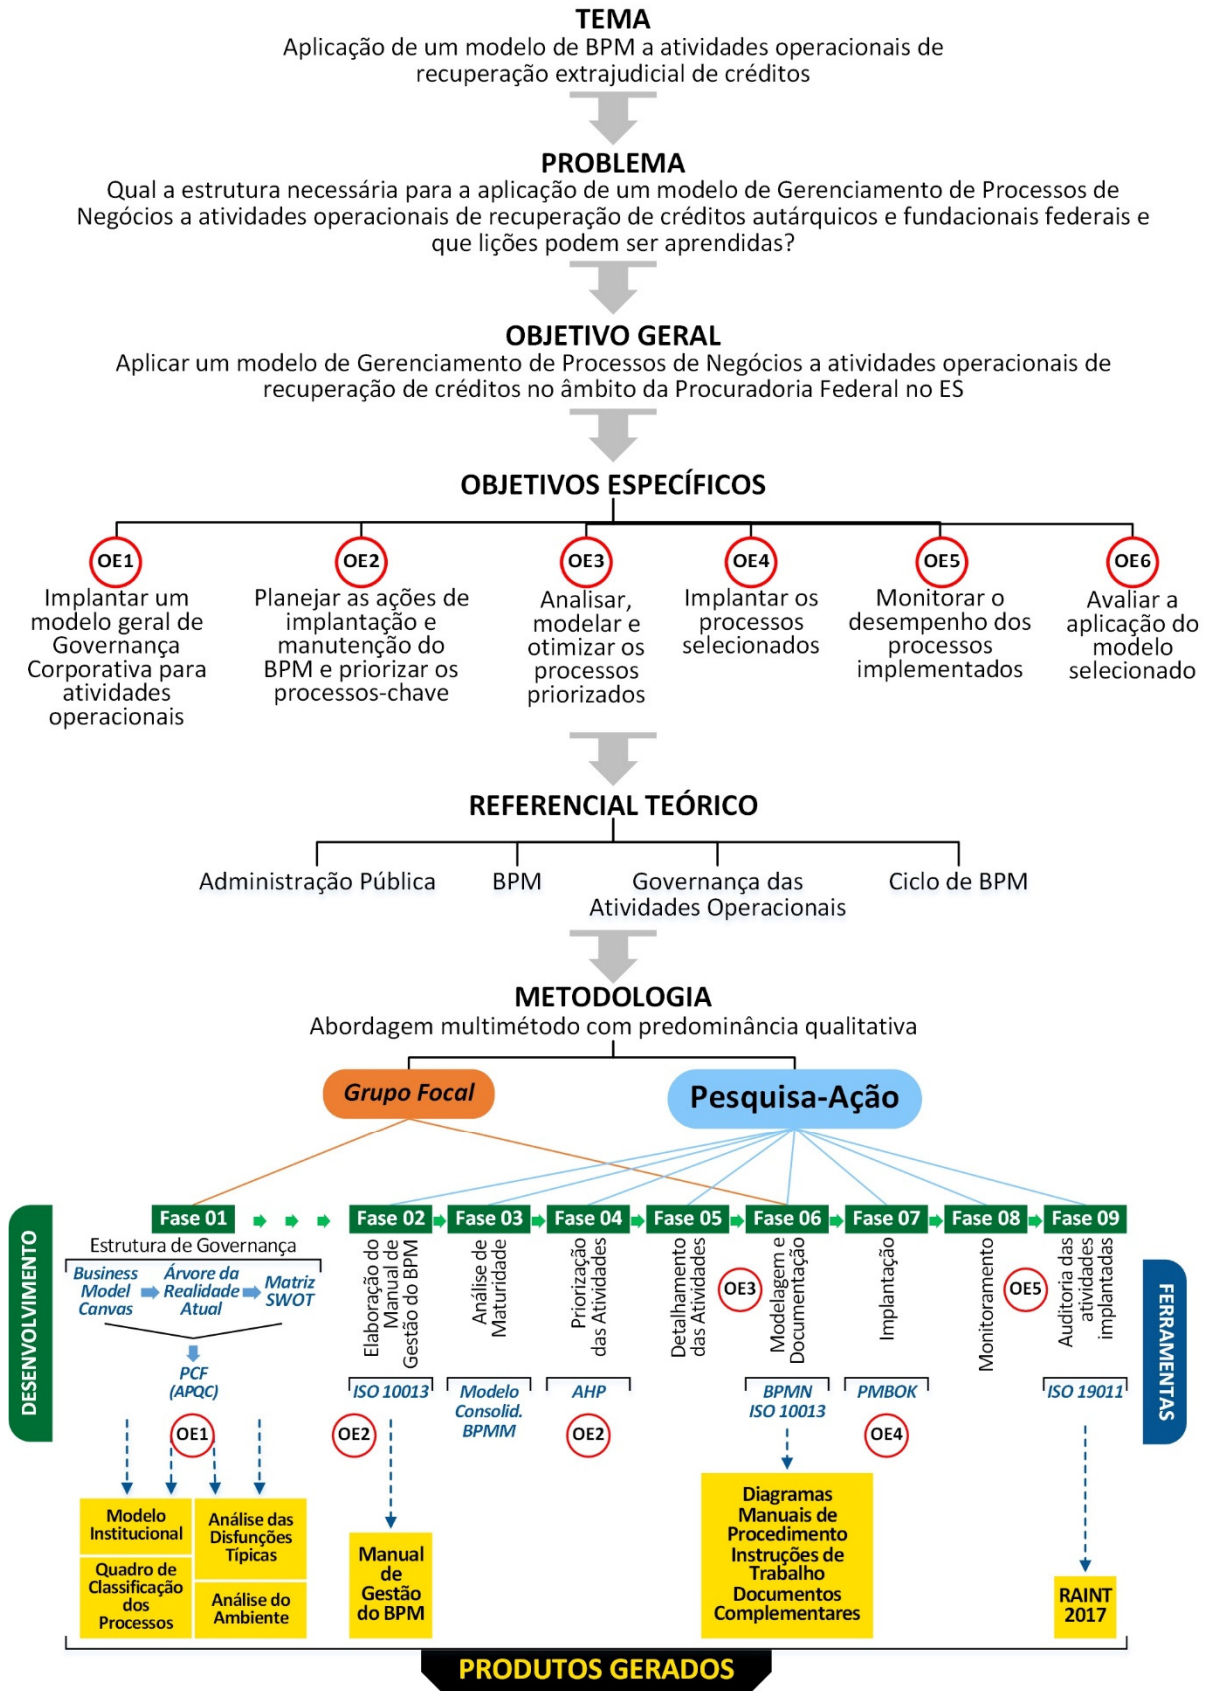 TEMA
Aplicação de um modelo de BPM a atividades operacionais de
recuperação extrajudicial de créditos
PROBLEMA
Qual a estrutura necessária para a aplicação de um modelo de Gerenciamento de Processos de
Negócios a atividades operacionais de recuperação de créditos autárquicos e fundacionais federais e
que lições podem ser aprendidas?
OBJETIVO GERAL
Aplicar um modelo de Gerenciamento de Processos de Negócios a atividades operacionais de
recuperação de créditos no âmbito da Procuradoria Federal no ES
OBJETIVOS ESPECÍFICOS
OE1
Implantar um
modelo geral de
Governança
Corporativa para
atividades
operacionais
OE2
Planejar as ações de
implantação e
manutenção do
BPM e priorizar os
processos-chave
OE3
Analisar,
modelar e
otimizar os
processos
priorizados
OE4
Implantar os
processos
selecionados
OE5
Monitorar o
desempenho dos
processos
implementados
OE6
Avaliar a
aplicação do
modelo
selecionado
REFERENCIAL TEÓRICO
Administração Pública
BPM
Governança das
Atividades Operacionais
Ciclo de BPM
METODOLOGIA
Abordagem multimétodo com predominância qualitativa
Grupo Focal
Pesquisa-Ação
DESENVOLVIMENTO
Fase 01
Estrutura de Governança
Business
Model
Canvas
Árvore da
Realidade
Atual
Matriz
SWOT
PCF
(APQC)
OE1
Fase 02
Elaboração do
Manual de
Gestão do BPM
ISO 10013
OE2
Fase 03
Análise de
Maturidade
Modelo
Consolid.
BPMM
Fase 04
Priorização
das Atividades
AHP
OE2
Fase 05
Detalhamento
das Atividades
OE3
Fase 06
Modelagem e
Documentação
BPMN
ISO 10013
Fase 07
Implantação
PMBOK
OE4
Fase 08
Monitoramento
OE5
Fase 09
Auditoria das
atividades
implantadas
ISO 19011
FERRAMENTAS
Modelo
Institucional
Quadro de
Classificação
dos
Processos
Análise das
Disfunções
Típicas
Análise do
Ambiente
Manual
de
Gestão
do BPM
Diagramas
Manuais de
Procedimento
Instruções de
Trabalho
Documentos
Complementares
RAINT
2017
PRODUTOS GERADOS